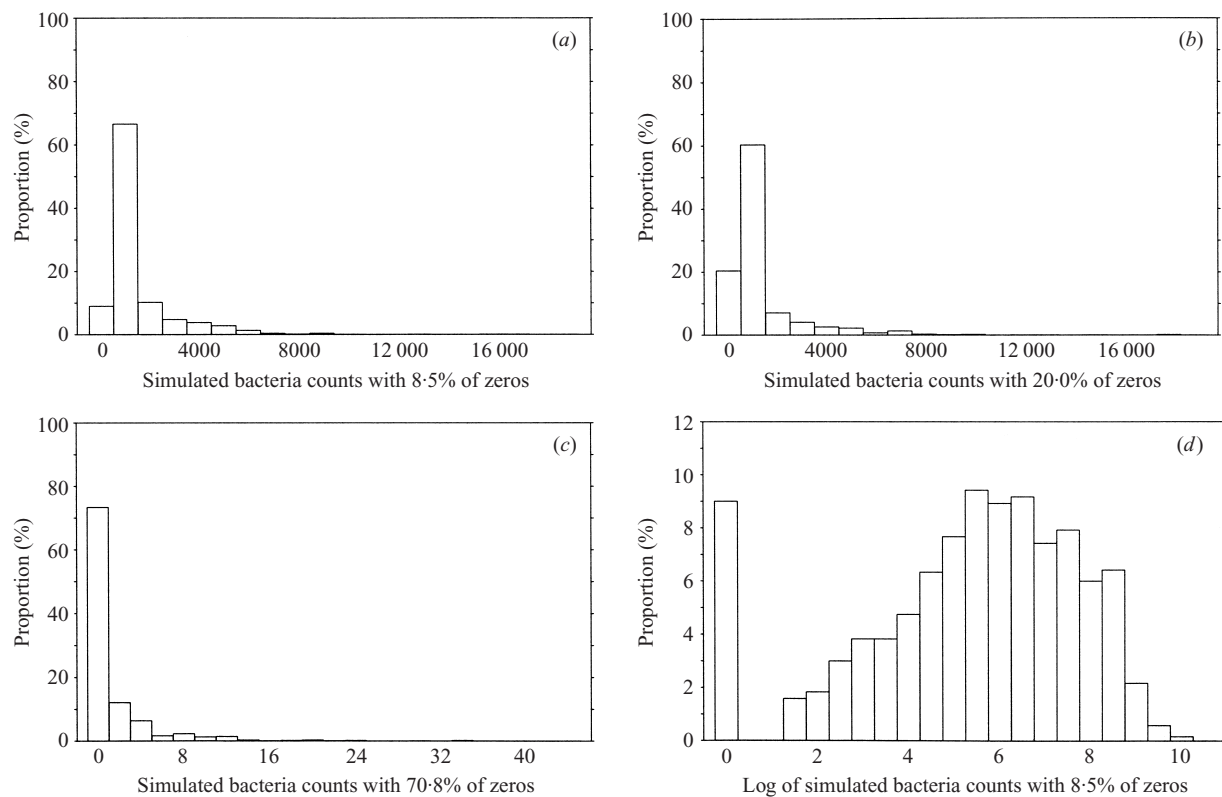 (a)
100
80
60
40
20
0
Proportion (%)
0 4000 8000 12 000 16 000
Simulated bacteria counts with 8·5% of zeros
(b)
100
80
60
40
20
0
Proportion (%)
0 4000 8000 12 000 16 000
Simulated bacteria counts with 20·0% of zeros
(c)
100
80
60
40
20
0
Proportion (%)
0 8 16 24 32 40
Simulated bacteria counts with 70·8% of zeros
(d)
12
10
8
6
4
2
0
Proportion (%)
0 2 4 6 8 10
Log of simulated bacteria counts with 8·5% of zeros